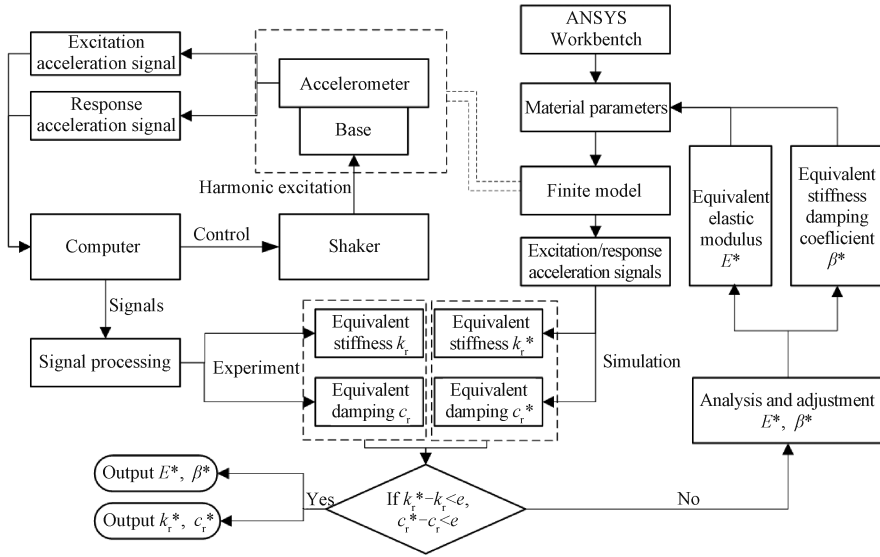 Excitation
acceleration signal
Response
acceleration signal
Accelerometer
Base
Harmonic excitation
Computer
Control
Shaker
Signals
Signal processing
Experiment
Equivalent
stiffness kr
Equivalent
damping cr
Equivalent
stiffness kr*
Equivalent
damping cr*
Simulation
ANSYS
Workbentch
Material parameters
Finite model
Excitation/response
acceleration signals
Equivalent
elastic
modulus
E*
Equivalent
stiffness
damping
coeflicient
β*
Analysis and adjustment
E*, β*
If kr*−kr<e,
cr*−cr<e
Yes
No
Output E*, β*
Output kr*, cr*